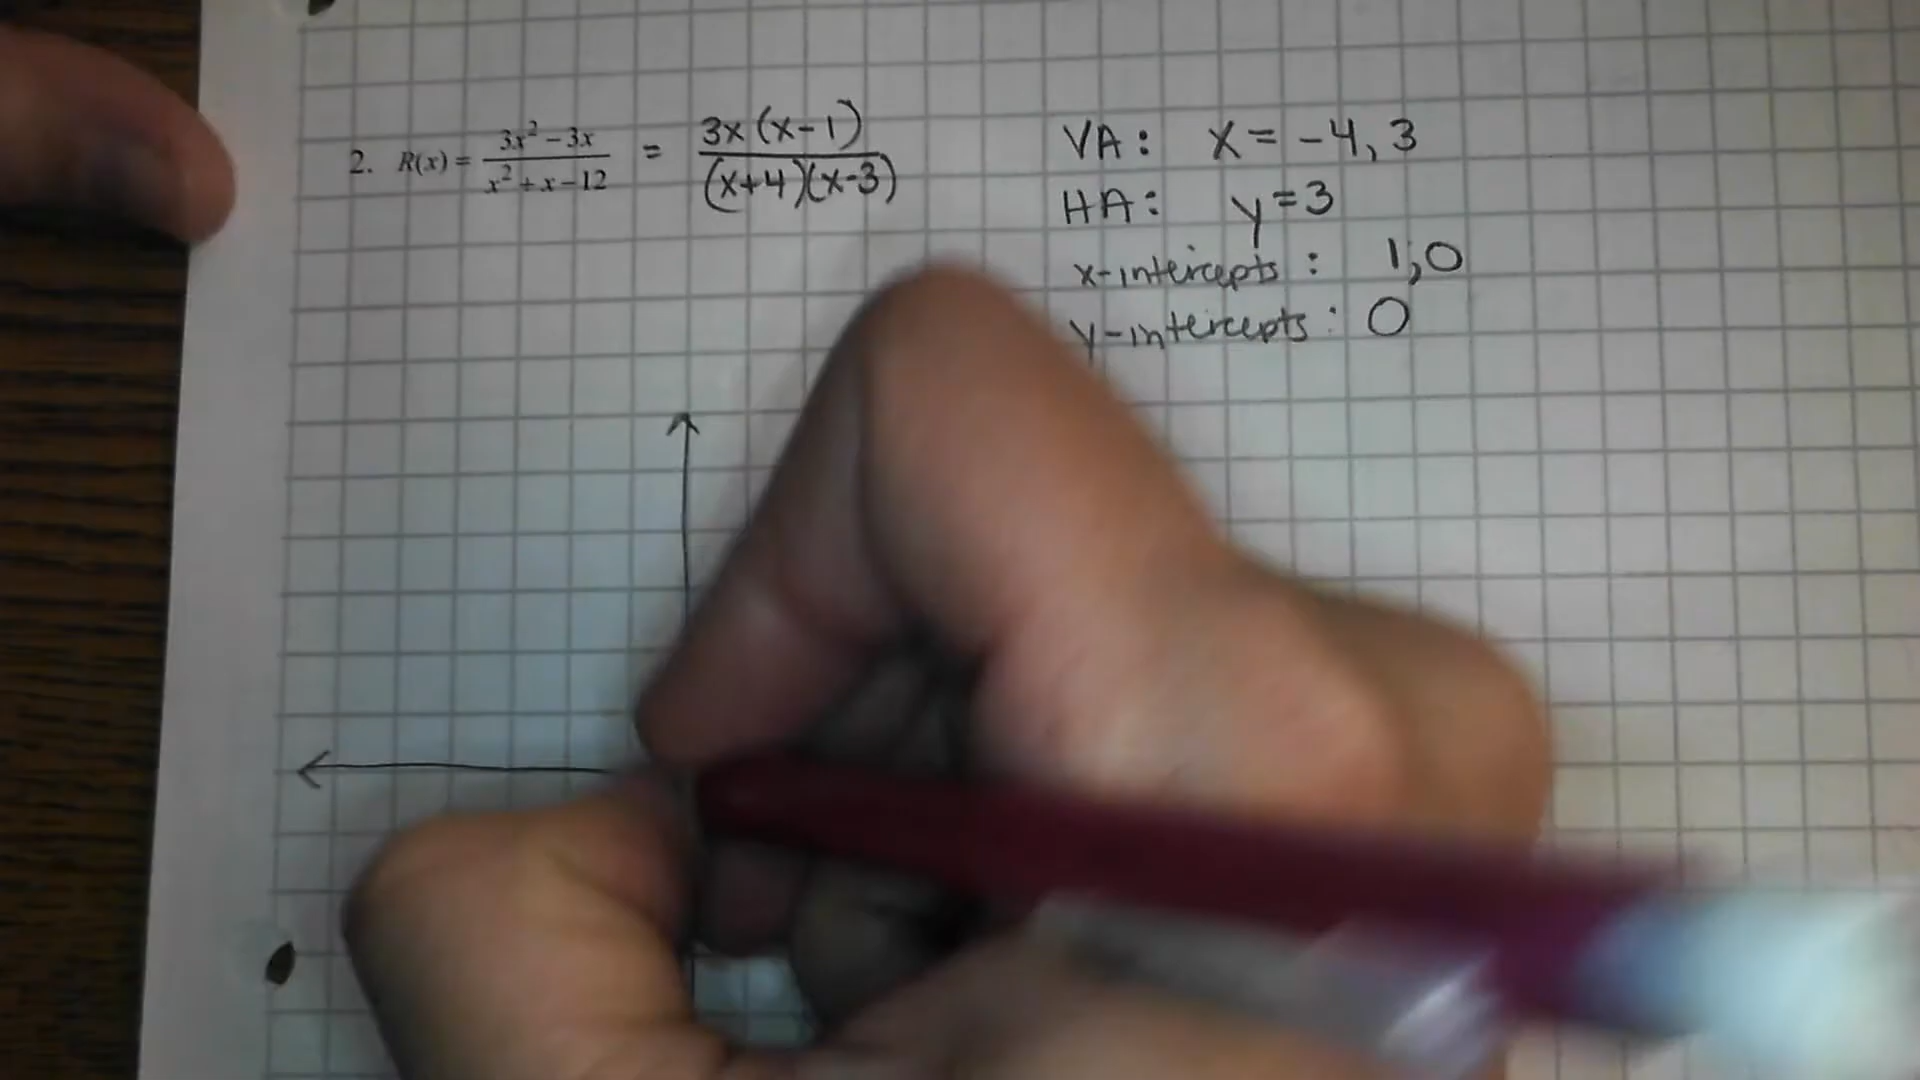 2. R(x) = (3x² − 3x)/(x² + x − 12) = (3x(x-1))/((x+4)(x-3))
VA: x = -4, 3
HA: y = 3
x-intercepts: 1, 0
y-intercepts: 0